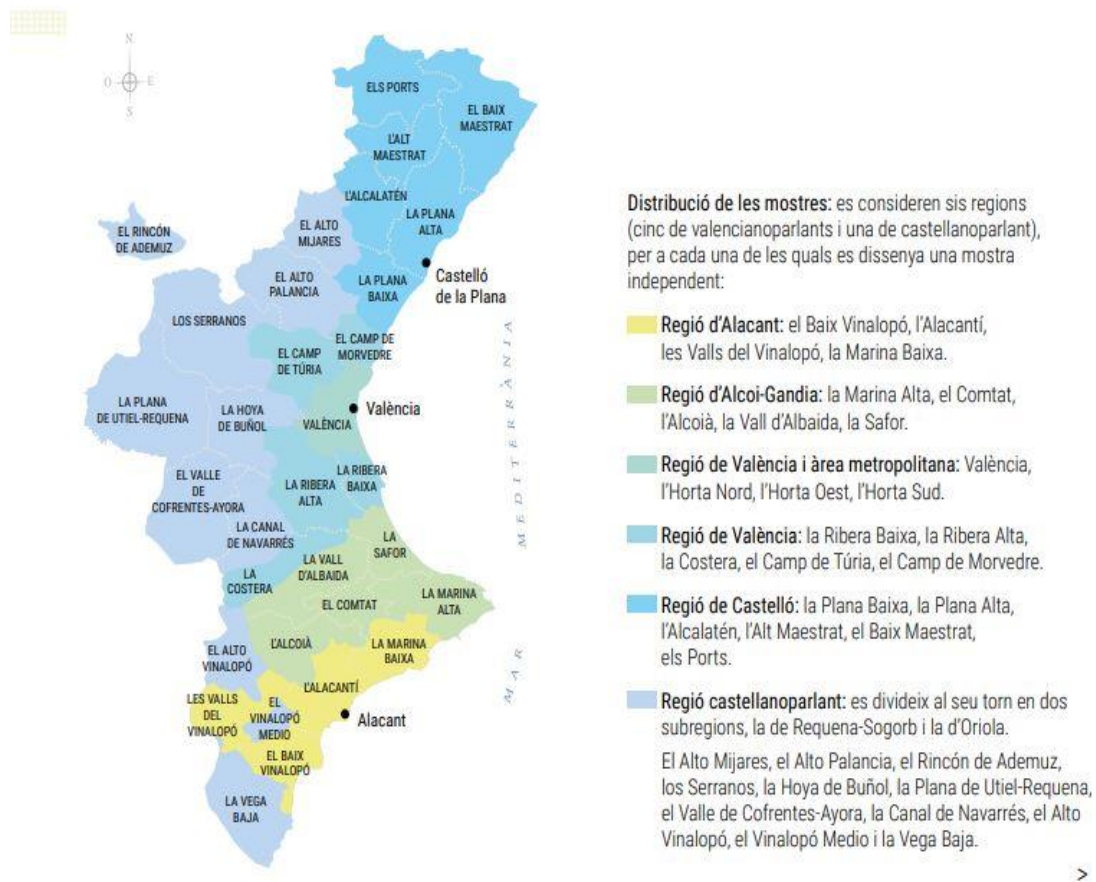 N
O E
S
ELS PORTS
EL BAIX
MAESTRAT
L'ALT
MAESTRAT
L'ALCALATÉN
LA PLANA
ALTA
EL RINCÓN
DE ADEMUZ
EL ALTO
MIJARES
Castelló
de la Plana
EL ALTO
PALANCIA
LA PLANA
BAIXA
LOS SERRANOS
EL CAMP DE
MORVEDRE
EL CAMP
DE TÚRIA
LA PLANA
DE UTIEL-REQUENA
LA HOYA
DE BUÑOL
València
VALÈNCIA
EL VALLE
DE
COFRENTES-AYORA
LA RIBERA
ALTA
LA RIBERA
BAIXA
LA CANAL
DE NAVARRÉS
LA
SAFOR
LA VALL
D'ALBAIDA
LA
COSTERA
EL COMTAT
LA MARINA
ALTA
L'ALCOIÀ
LA MARINA
BAIXA
EL ALTO
VINALOPÓ
L'ALACANTÍ
LES VALLS
DEL
VINALOPÓ
EL
VINALOPÓ
MEDIO
Alacant
EL BAIX
VINALOPÓ
LA VEGA
BAJA
MAR MEDITERRÀNIA
Distribució de les mostres: es consideren sis regions
(cinc de valencianoparlants i una de castellanoparlant),
per a cada una de les quals es dissenya una mostra
independent:
Regió d'Alacant: el Baix Vinalopó, l'Alacantí,
les Valls del Vinalopó, la Marina Baixa.
Regió d'Alcoi-Gandia: la Marina Alta, el Comtat,
l'Alcoià, la Vall d'Albaida, la Safor.
Regió de València i àrea metropolitana: València,
l'Horta Nord, l'Horta Oest, l'Horta Sud.
Regió de València: la Ribera Baixa, la Ribera Alta,
la Costera, el Camp de Túria, el Camp de Morvedre.
Regió de Castelló: la Plana Baixa, la Plana Alta,
l'Alcalatén, l'Alt Maestrat, el Baix Maestrat,
els Ports.
Regió castellanoparlant: es divideix al seu torn en dos
subregions, la de Requena-Sogorb i la d'Oriola.
El Alto Mijares, el Alto Palancia, el Rincón de Ademuz,
los Serranos, la Hoya de Buñol, la Plana de Utiel-Requena,
el Valle de Cofrentes-Ayora, la Canal de Navarrés, el Alto
Vinalopó, el Vinalopó Medio i la Vega Baja.
>